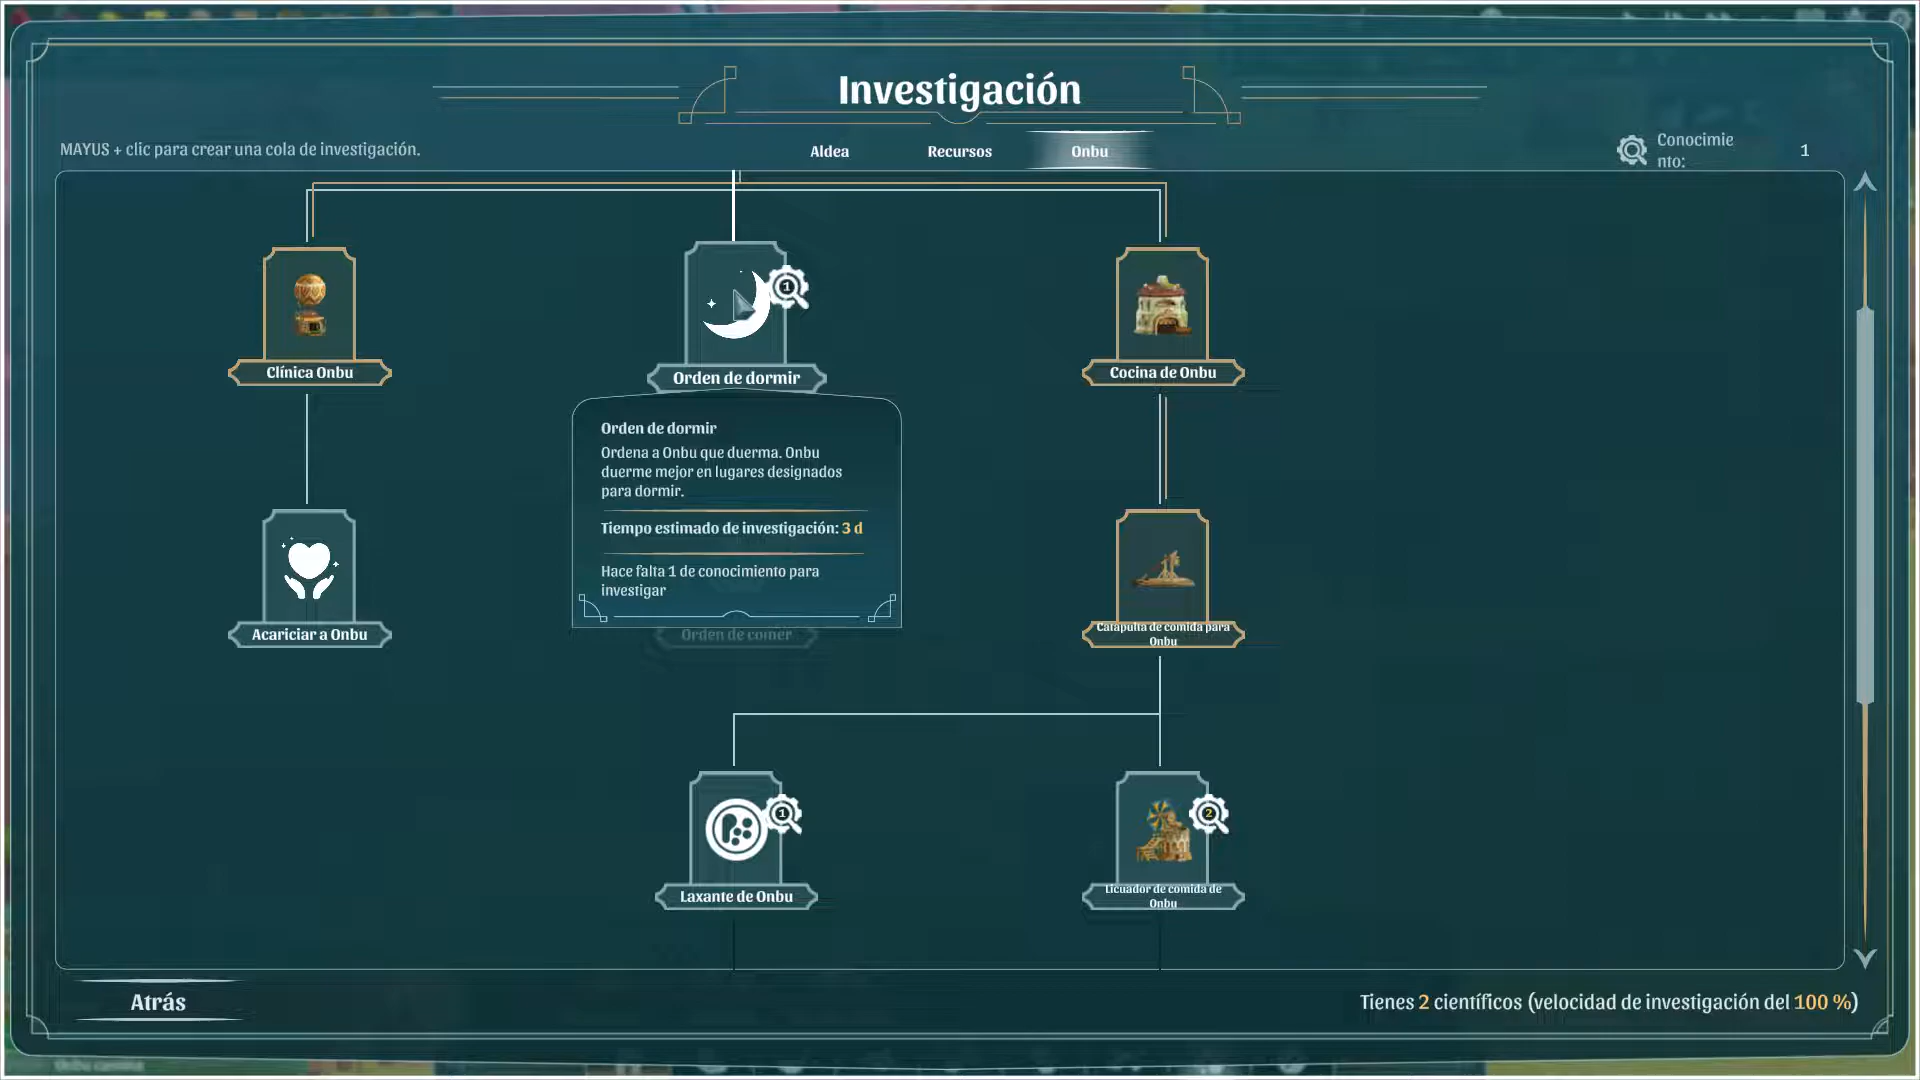 Investigación
MAYUS + clic para crear una cola de investigación.
Aldea
Recursos
Onbu
Conocimie
nto:
1
1
Clínica Onbu
Orden de dormir
Cocina de Onbu
Orden de dormir
Ordena a Onbu que duerma. Onbu
duerme mejor en lugares designados
para dormir.
Tiempo estimado de investigación: 3 d
Hace falta 1 de conocimiento para
investigar
Acariciar a Onbu
Orden de comer
Catapulta de comida para
Onbu
1
2
Laxante de Onbu
Licuador de comida de
Onbu
Atrás
Tienes 2 científicos (velocidad de investigación del 100 %)